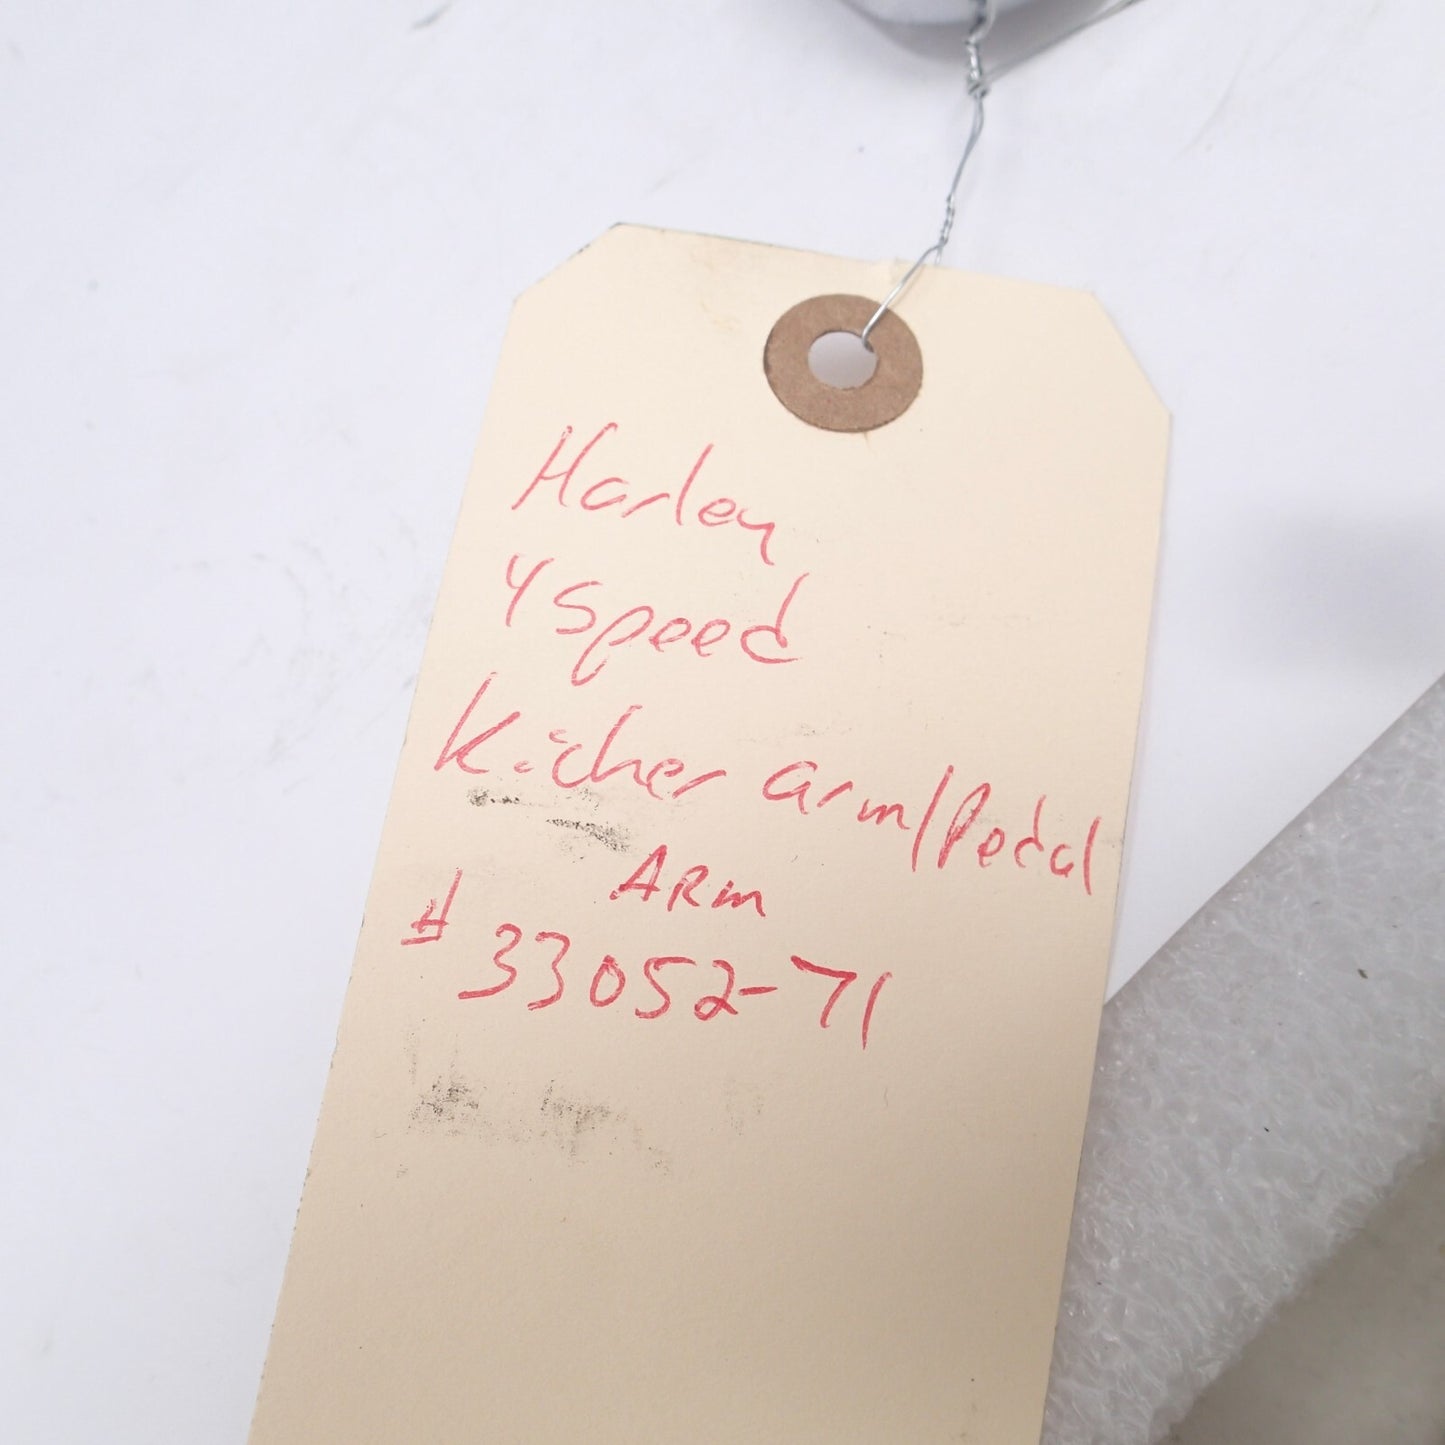 Harley
4 Speed
Kicker arm/Pedal
ARm
# 33052-71